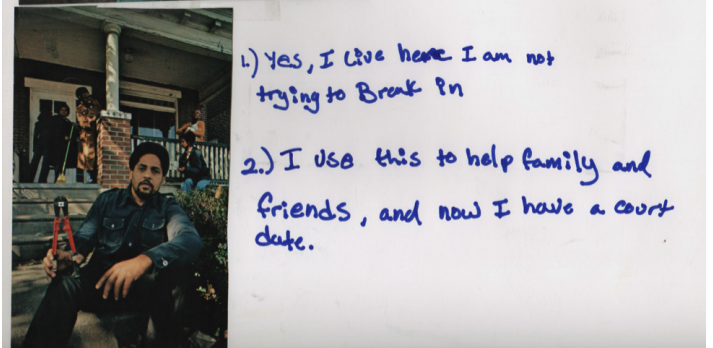 1.) Yes, I Live here I am not
trying to Break in
2.) I use this to help family and
friends, and now I have a court
date.